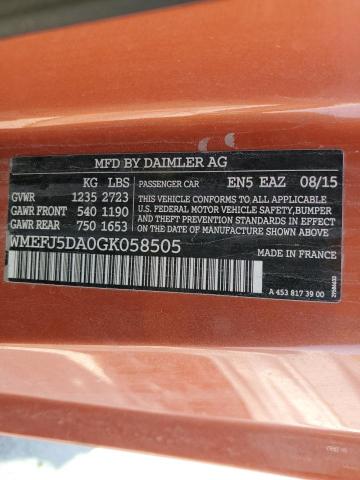 MFD BY DAIMLER AG
KG LBS
GVWR 1235 2723
GAWR FRONT 540 1190
GAWR REAR 750 1653
PASSENGER CAR EN5 EAZ 08/15
THIS VEHICLE CONFORMS TO ALL APPLICABLE
U.S. FEDERAL MOTOR VEHICLE SAFETY,BUMPER
AND THEFT PREVENTION STANDARDS IN EFFECT
ON THE DATE OF MANUFACTURE SHOWN ABOVE.
WMEFJ5DA0GK058505
MADE IN FRANCE
A 453 817 39 00